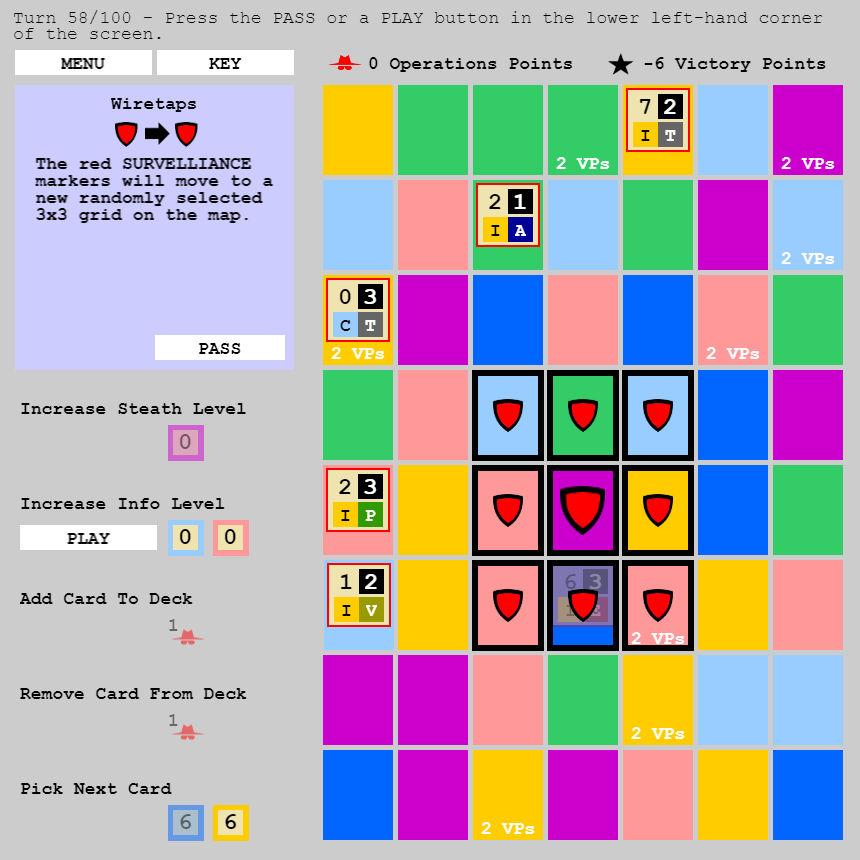 Turn 58/100 - Press the PASS or a PLAY button in the lower left-hand corner
of the screen.
MENU
KEY
0 Operations Points
-6 Victory Points
Wiretaps
The red SURVELLIANCE
markers will move to a
new randomly selected
3x3 grid on the map.
PASS
Increase Steath Level
0
Increase Info Level
PLAY
0
0
Add Card To Deck
1
Remove Card From Deck
1
Pick Next Card
6
6
7 2
I T
2 VPs
2 VPs
2 1
I A
2 VPs
0 3
C T
2 VPs
2 VPs
2 3
I P
1 2
I V
6 3
2 VPs
2 VPs
2 VPs